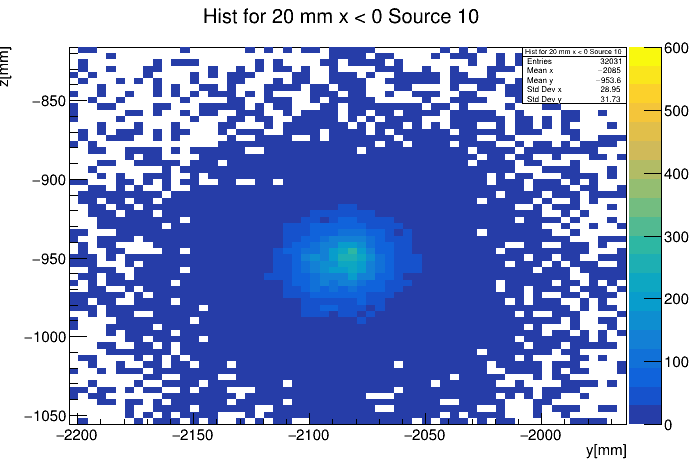 Hist for 20 mm x < 0 Source 10
z[mm]
Hist for 20 mm x < 0 Source 10
Entries 32031
Mean x −2085
Mean y −953.6
Std Dev x 28.95
Std Dev y 31.73
600
500
400
300
200
100
0
−850
−900
−950
−1000
−1050
−2200 −2150 −2100 −2050 −2000
y[mm]